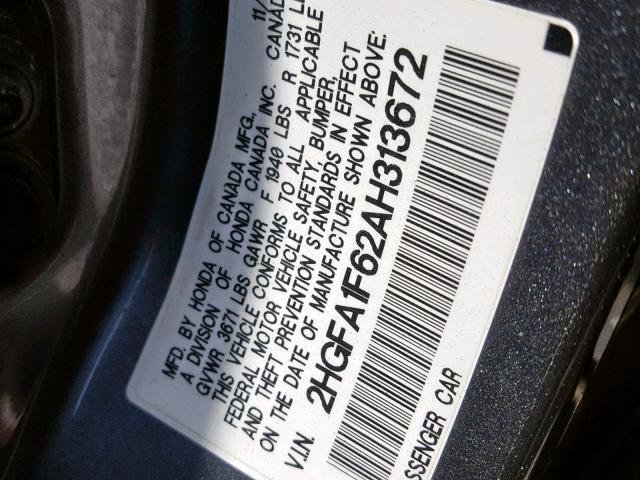 MFD. BY HONDA OF CANADA MFG., 11/
A DIVISION OF HONDA CANADA INC. CANAD
GVWR 3671 LBS GAWR F 1940 LBS R 1731 L
THIS VEHICLE CONFORMS TO ALL APPLICABLE
FEDERAL MOTOR VEHICLE SAFETY, BUMPER,
AND THEFT PREVENTION STANDARDS IN EFFECT
ON THE DATE OF MANUFACTURE SHOWN ABOVE:
V.I.N. 2HGFA1F62AH313672
SSENGER CAR